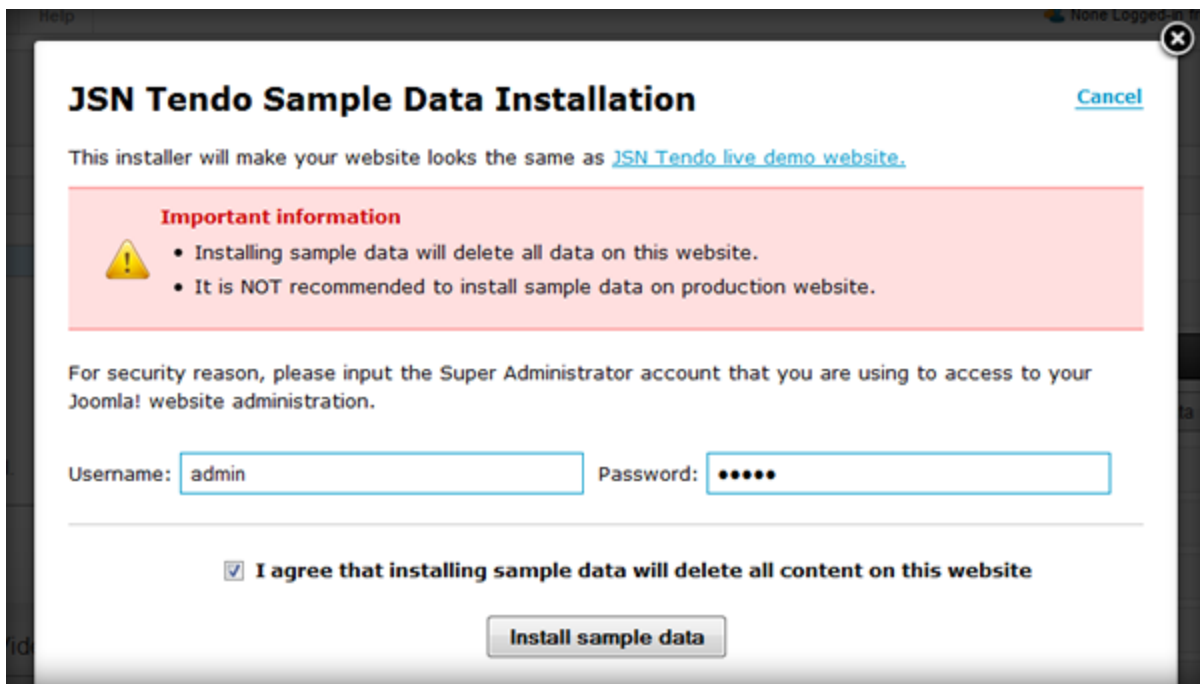 Help
None Logged-in
JSN Tendo Sample Data Installation
Cancel
This installer will make your website looks the same as JSN Tendo live demo website.
Important information
• Installing sample data will delete all data on this website.
• It is NOT recommended to install sample data on production website.
For security reason, please input the Super Administrator account that you are using to access to your
Joomla! website administration.
Username: admin Password: •••••
I agree that installing sample data will delete all content on this website
Install sample data